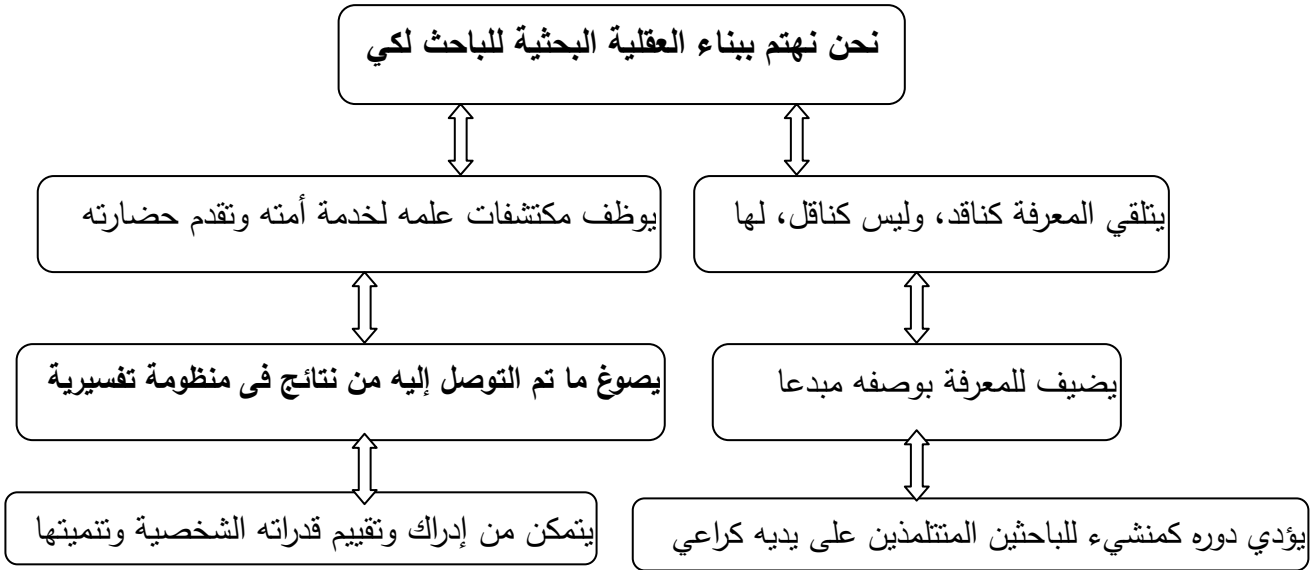 نحن نهتم ببناء العقلية البحثية للباحث لكي
يتلقي المعرفة كناقد، وليس كناقل، لها
يوظف مكتشفات علمه لخدمة أمته وتقدم حضارته
يضيف للمعرفة بوصفه مبدعا
يصوغ ما تم التوصل إليه من نتائج فى منظومة تفسيرية
يؤدي دوره كمنشيء للباحثين المتتلمذين على يديه كراعي
يتمكن من إدراك وتقييم قدراته الشخصية وتنميتها